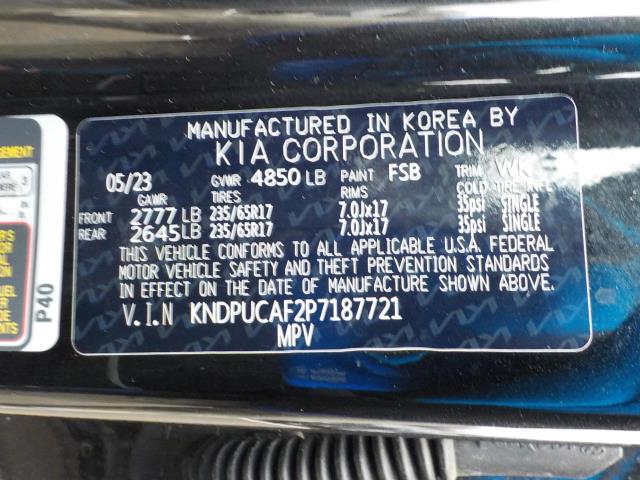 MANUFACTURED IN KOREA BY
KIA CORPORATION
05/23 GVWR 4850 LB PAINT FSB TRIM WK
GAWR TIRES RIMS COLD TIRE INFL
FRONT 2777 LB 235/65R17 7.0Jx17 35psi SINGLE
REAR 2645 LB 235/65R17 7.0Jx17 35psi SINGLE
THIS VEHICLE CONFORMS TO ALL APPLICABLE U.S.A. FEDERAL
MOTOR VEHICLE SAFETY AND THEFT PREVENTION STANDARDS
IN EFFECT ON THE DATE OF MANUFACTURE SHOWN ABOVE.
V.I.N KNDPUCAF2P7187721
MPV
P40